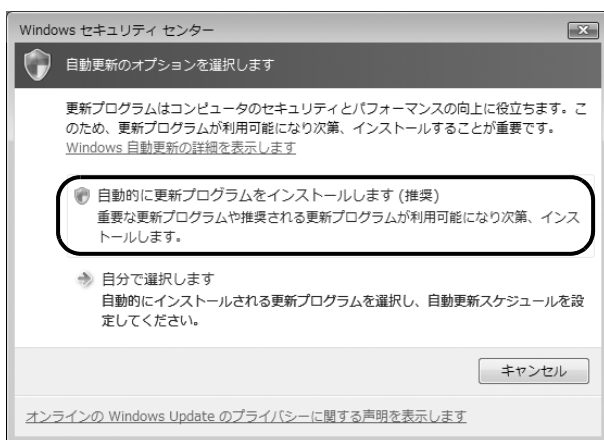 Windows セキュリティ センター
自動更新のオプションを選択します
更新プログラムはコンピュータのセキュリティとパフォーマンスの向上に役立ちます。こ
のため、更新プログラムが利用可能になり次第、インストールすることが重要です。
Windows 自動更新の詳細を表示します
自動的に更新プログラムをインストールします (推奨)
重要な更新プログラムや推奨される更新プログラムが利用可能になり次第、インス
トールします。
自分で選択します
自動的にインストールされる更新プログラムを選択し、自動更新スケジュールを設
定してください。
キャンセル
オンラインの Windows Update のプライバシーに関する声明を表示します